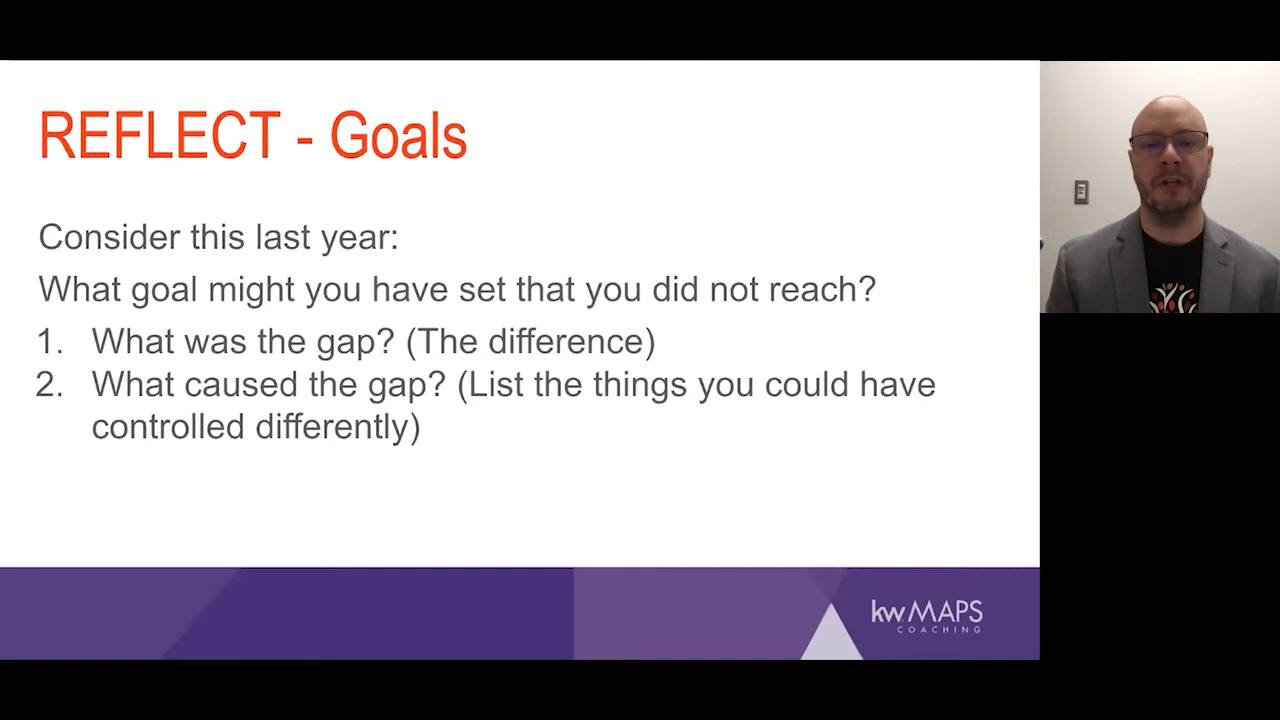 REFLECT - Goals
Consider this last year:
What goal might you have set that you did not reach?
1. What was the gap? (The difference)
2. What caused the gap? (List the things you could have
controlled differently)
kw MAPS
COACHING